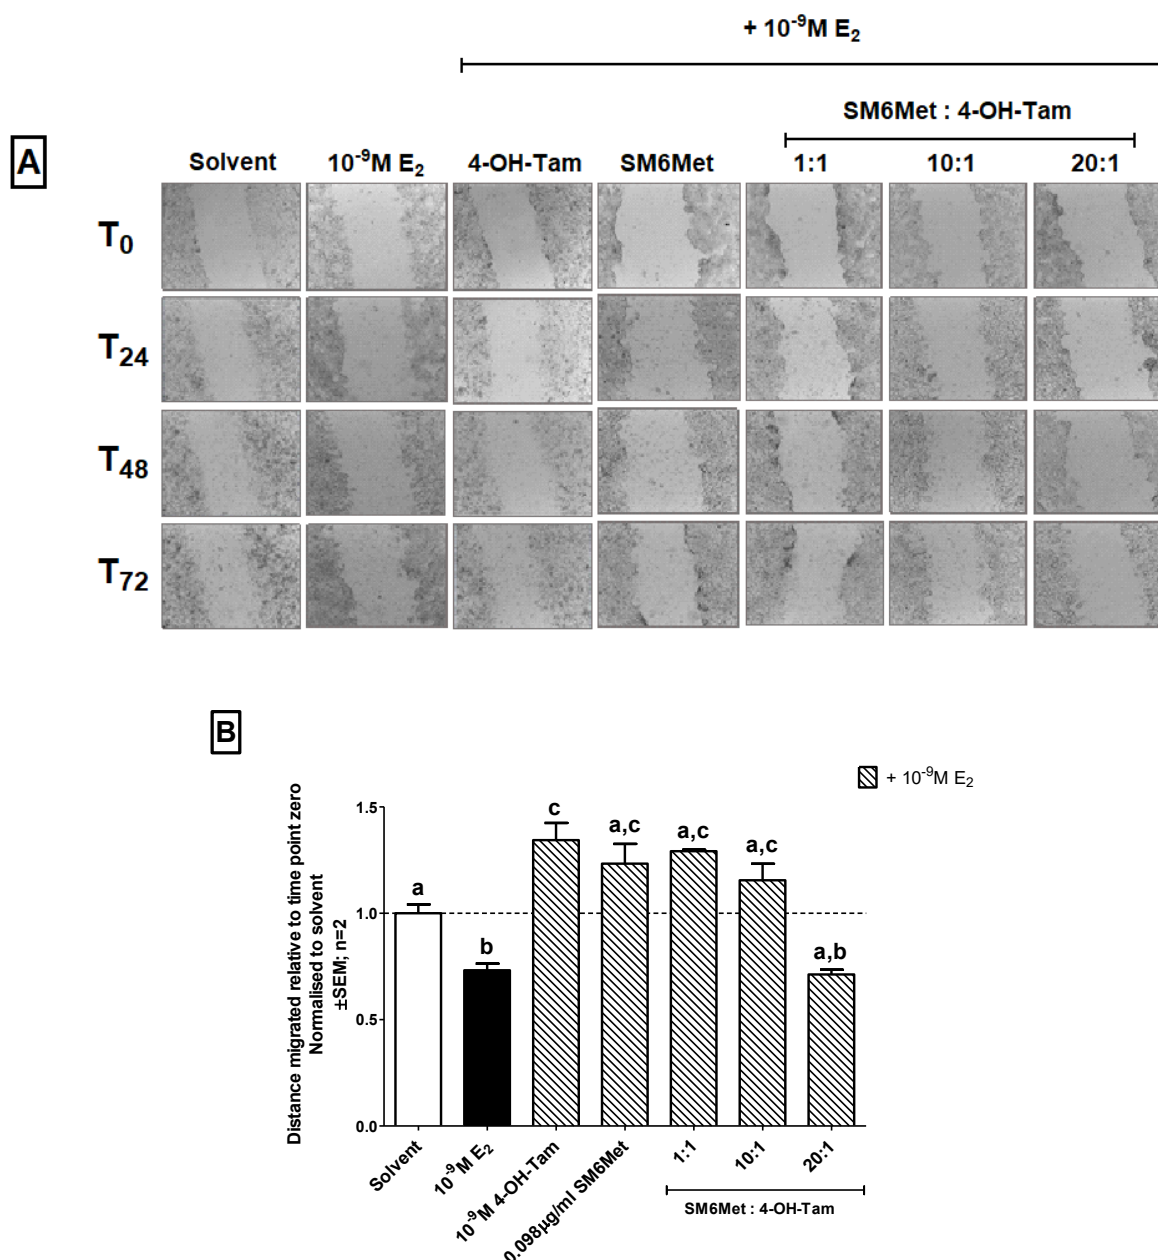 + 10⁻⁹M E₂
SM6Met : 4-OH-Tam
A
Solvent 10⁻⁹M E₂ 4-OH-Tam SM6Met 1:1 10:1 20:1
T₀
T₂₄
T₄₈
T₇₂
B
+ 10⁻⁹M E₂
Distance migrated relative to time point zero
Normalised to solvent
±SEM; n=2
1.5
1.0
0.5
0.0
a
b
c
a,c
a,c
a,c
a,b
Solvent
10⁻⁹M E₂
10⁻⁹M 4-OH-Tam
0.098µg/ml SM6Met
1:1
10:1
20:1
SM6Met : 4-OH-Tam